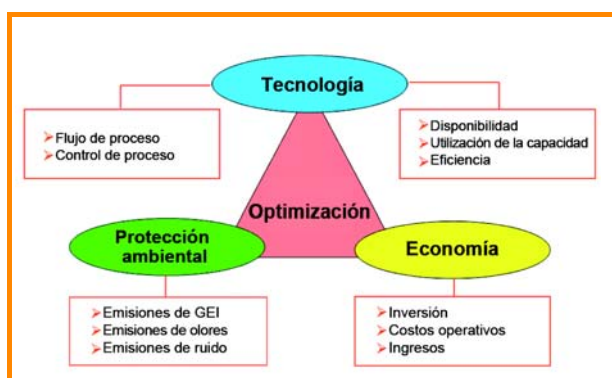 Tecnología
Flujo de proceso
Control de proceso
Disponibilidad
Utilización de la capacidad
Eficiencia
Optimización
Protección
ambiental
Economía
Emisiones de GEI
Emisiones de olores
Emisiones de ruido
Inversión
Costos operativos
Ingresos